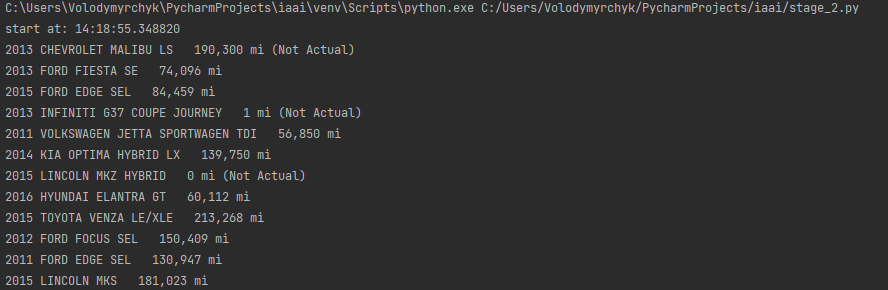 C:\Users\Volodymyrchyk\PycharmProjects\iaai\venv\Scripts\python.exe C:/Users/Volodymyrchyk/PycharmProjects/iaai/stage_2.py
start at: 14:18:55.348820
2013 CHEVROLET MALIBU LS   190,300 mi (Not Actual)
2013 FORD FIESTA SE   74,096 mi
2015 FORD EDGE SEL   84,459 mi
2013 INFINITI G37 COUPE JOURNEY   1 mi (Not Actual)
2011 VOLKSWAGEN JETTA SPORTWAGEN TDI   56,850 mi
2014 KIA OPTIMA HYBRID LX   139,750 mi
2015 LINCOLN MKZ HYBRID   0 mi (Not Actual)
2016 HYUNDAI ELANTRA GT   60,112 mi
2015 TOYOTA VENZA LE/XLE   213,268 mi
2012 FORD FOCUS SEL   150,409 mi
2011 FORD EDGE SEL   130,947 mi
2015 LINCOLN MKS   181,023 mi